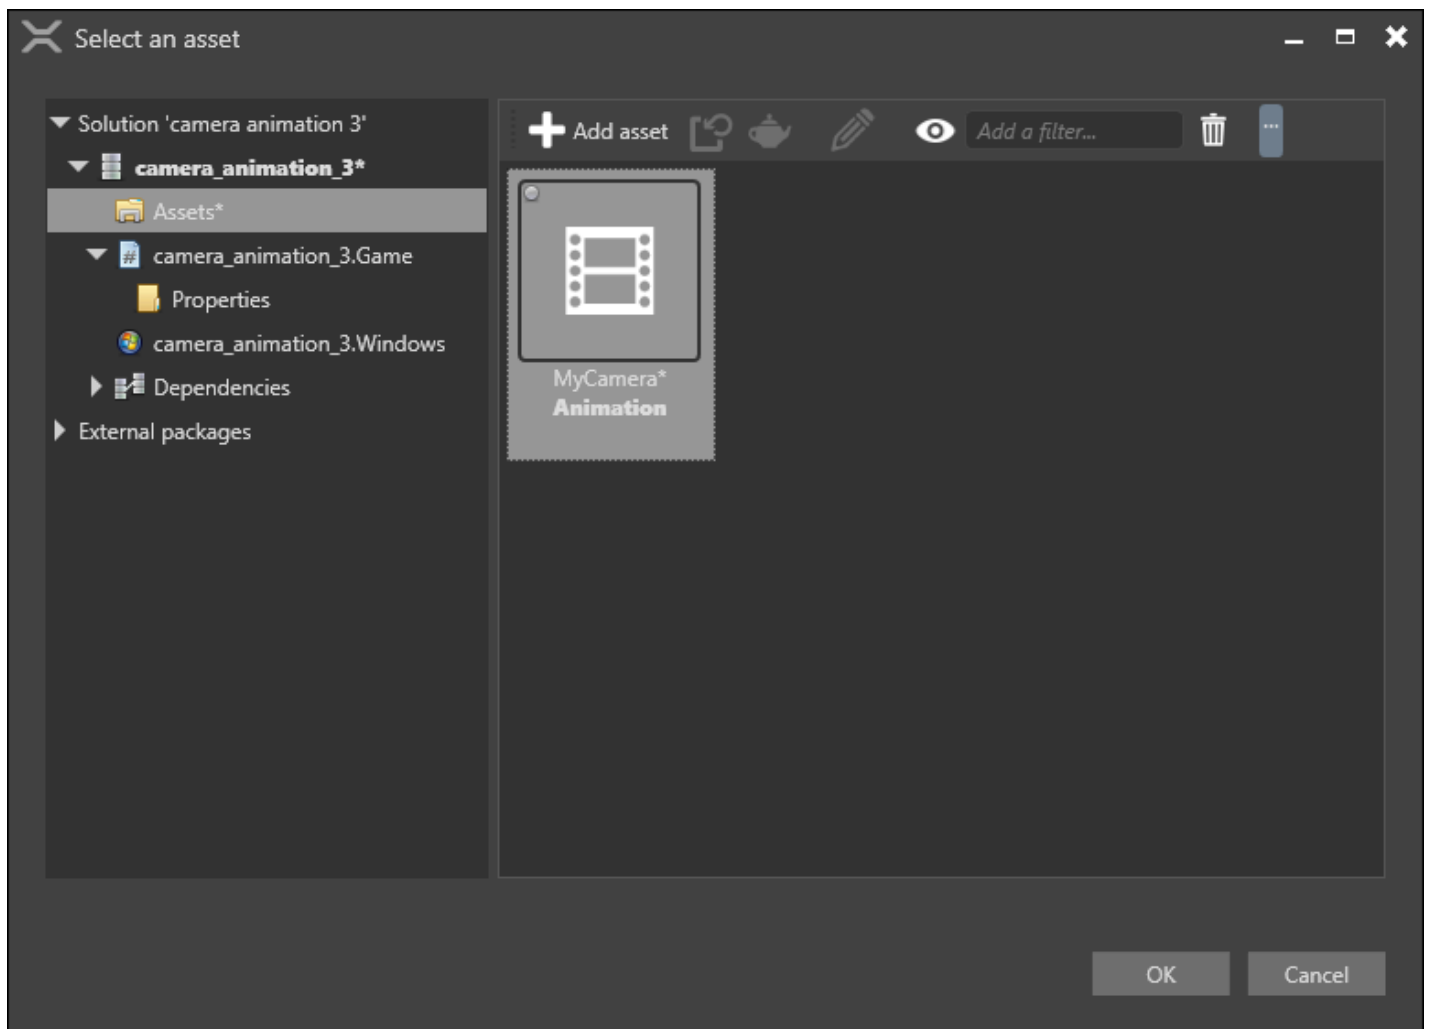 Select an asset
Solution 'camera animation 3'
camera_animation_3*
Assets*
camera_animation_3.Game
Properties
camera_animation_3.Windows
Dependencies
External packages
Add asset
Add a filter...
MyCamera*
Animation
OK
Cancel